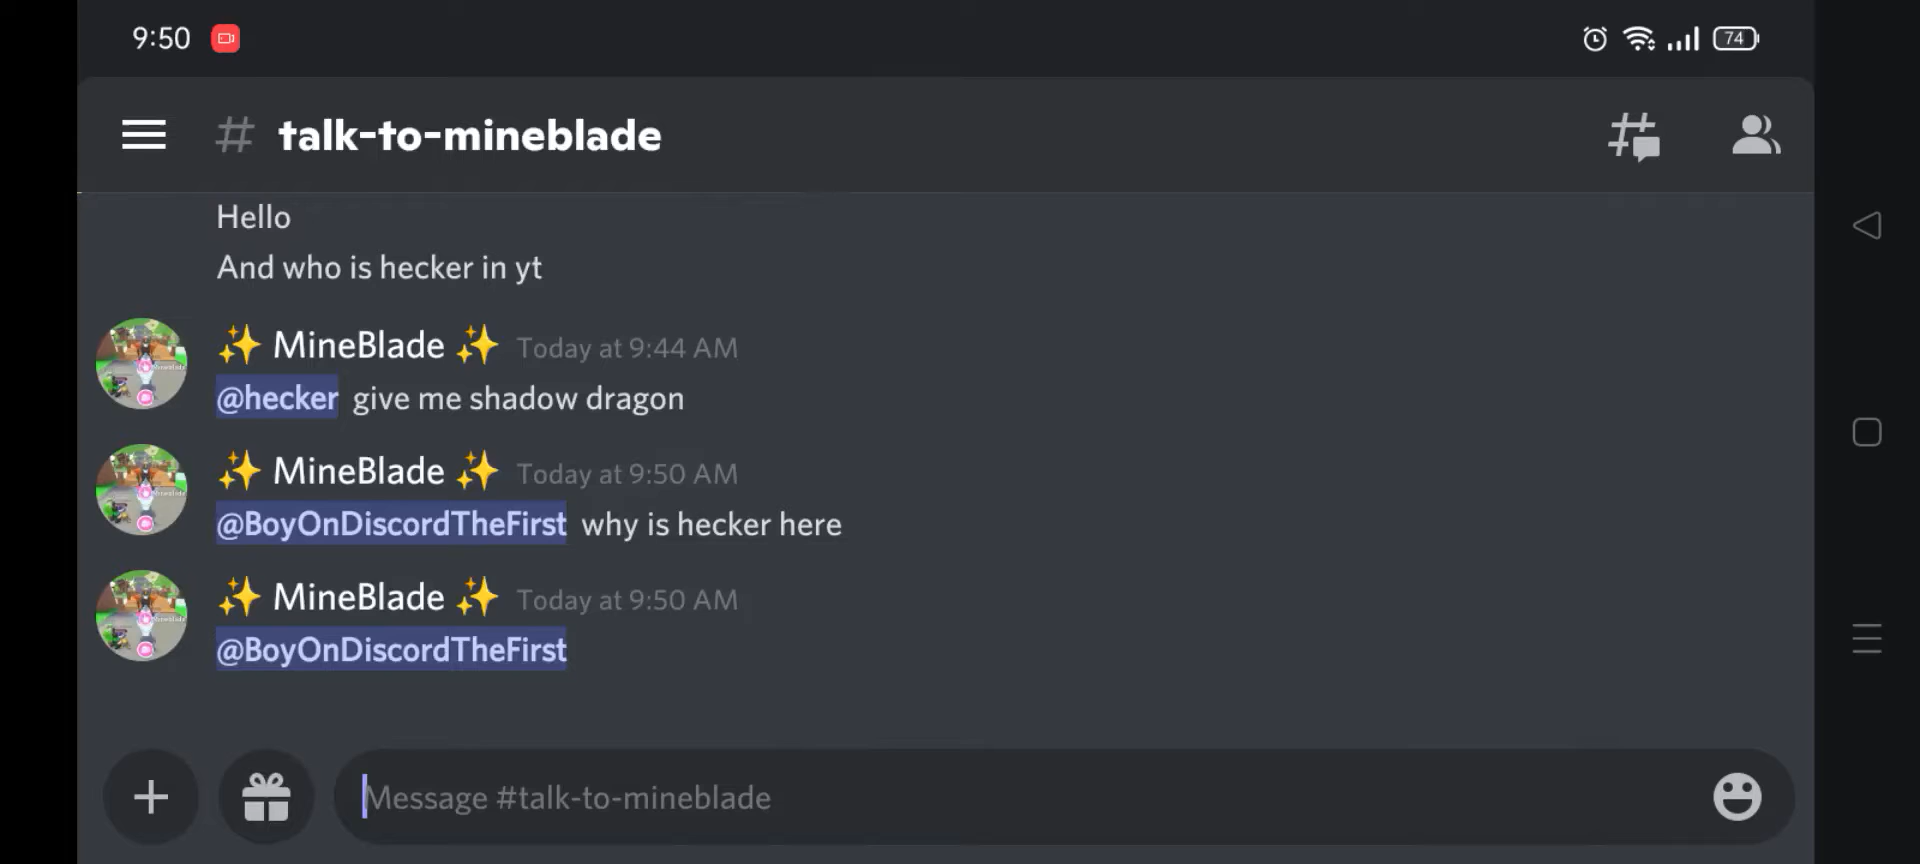 9:50
74
# talk-to-mineblade
Hello
And who is hecker in yt
✨ MineBlade ✨ Today at 9:44 AM
@hecker give me shadow dragon
✨ MineBlade ✨ Today at 9:50 AM
@BoyOnDiscordTheFirst why is hecker here
✨ MineBlade ✨ Today at 9:50 AM
@BoyOnDiscordTheFirst
Message #talk-to-mineblade